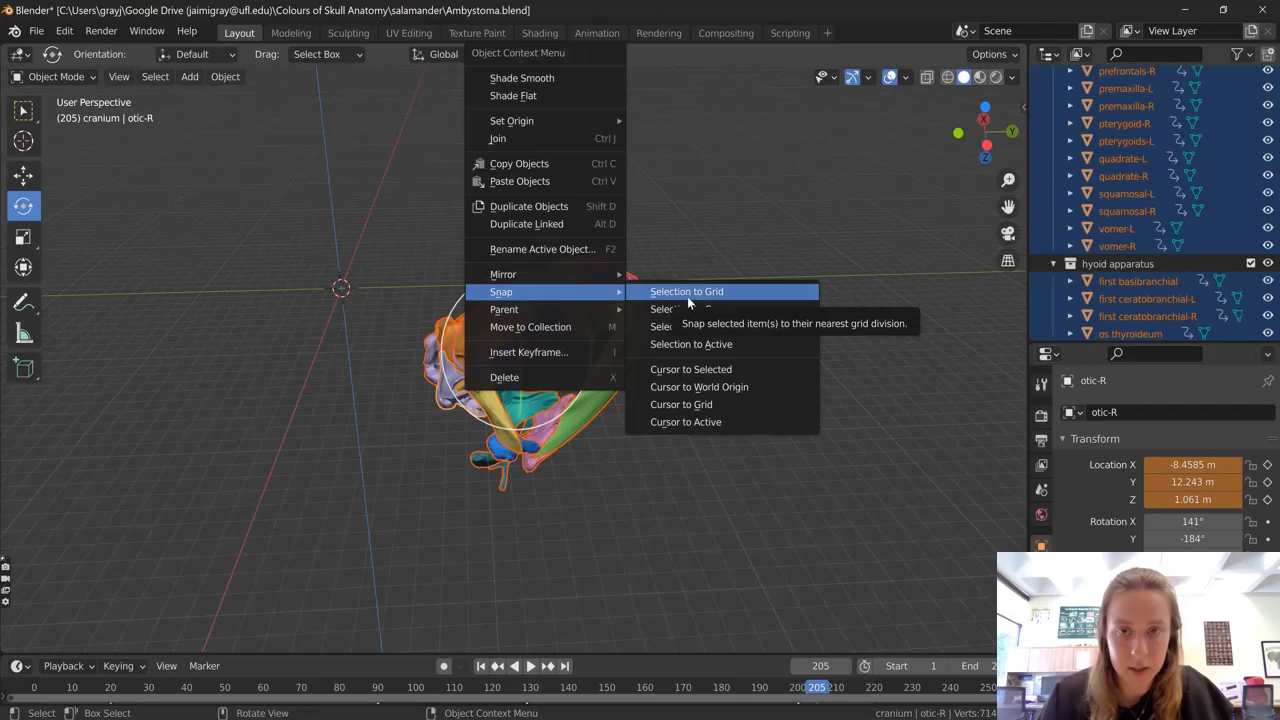 Blender* [C:\Users\grayj\Google Drive (jaimigray@ufl.edu)\Colours of Skull Anatomy\salamander\Ambystoma.blend]
File Edit Render Window Help Layout Modeling Sculpting UV Editing Texture Paint Shading Animation Rendering Compositing Scripting + Scene View Layer
Orientation: Default Drag: Select Box Global Options
Object Mode View Select Add Object
User Perspective
(205) cranium | otic-R
Object Context Menu
Shade Smooth
Shade Flat
Set Origin
Join Ctrl J
Copy Objects Ctrl C
Paste Objects Ctrl V
Duplicate Objects Shift D
Duplicate Linked Alt D
Rename Active Object... F2
Mirror
Snap
Parent
Move to Collection M
Insert Keyframe... I
Delete X
Selection to Grid
Snap selected item(s) to their nearest grid division.
Selection to Active
Cursor to Selected
Cursor to World Origin
Cursor to Grid
Cursor to Active
X
Y
Z
prefrontals-R
premaxilla-L
premaxilla-R
pterygoid-R
pterygoids-L
quadrate-L
quadrate-R
squamosal-L
squamosal-R
vomer-L
vomer-R
hyoid apparatus
first basibranchial
first ceratobranchial-L
first ceratobranchial-R
os thyroideum
otic-R
otic-R
Transform
Location X -8.4585 m
Y 12.243 m
Z 1.061 m
Rotation X 141°
Y -184°
Playback Keying View Marker 205 Start 1 End
0 10 20 30 40 50 60 70 80 90 100 110 120 130 140 150 160 170 180 190 200 205 210 220 230 240
Select Box Select Rotate View Object Context Menu cranium | otic-R | Verts:714